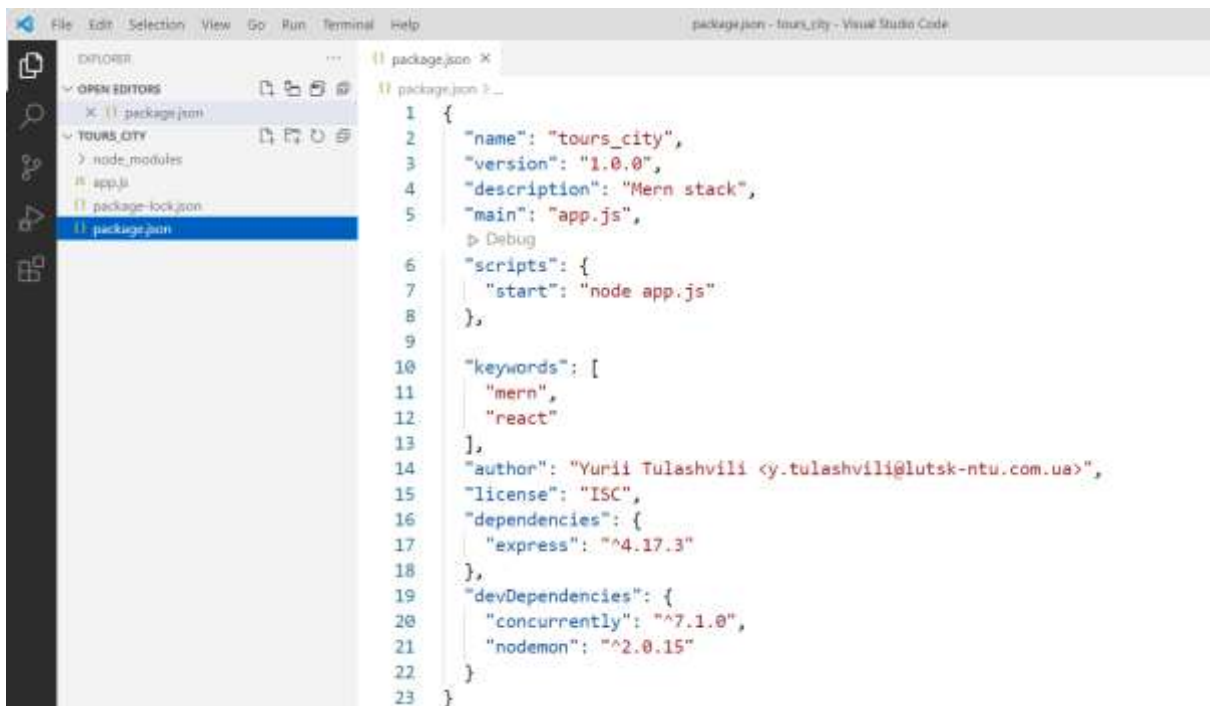 File Edit Selection View Go Run Terminal Help
package.json - tours_city - Visual Studio Code
EXPLORER
...
OPEN EDITORS
{} package.json
TOURS_CITY
node_modules
app.js
{} package-lock.json
{} package.json
{} package.json
{} package.json > ...
1 {
2 "name": "tours_city",
3 "version": "1.0.0",
4 "description": "Mern stack",
5 "main": "app.js",
Debug
6 "scripts": {
7 "start": "node app.js"
8 },
9
10 "keywords": [
11 "mern",
12 "react"
13 ],
14 "author": "Yurii Tulashvili <y.tulashvili@lutsk-ntu.com.ua>",
15 "license": "ISC",
16 "dependencies": {
17 "express": "^4.17.3"
18 },
19 "devDependencies": {
20 "concurrently": "^7.1.0",
21 "nodemon": "^2.0.15"
22 }
23 }